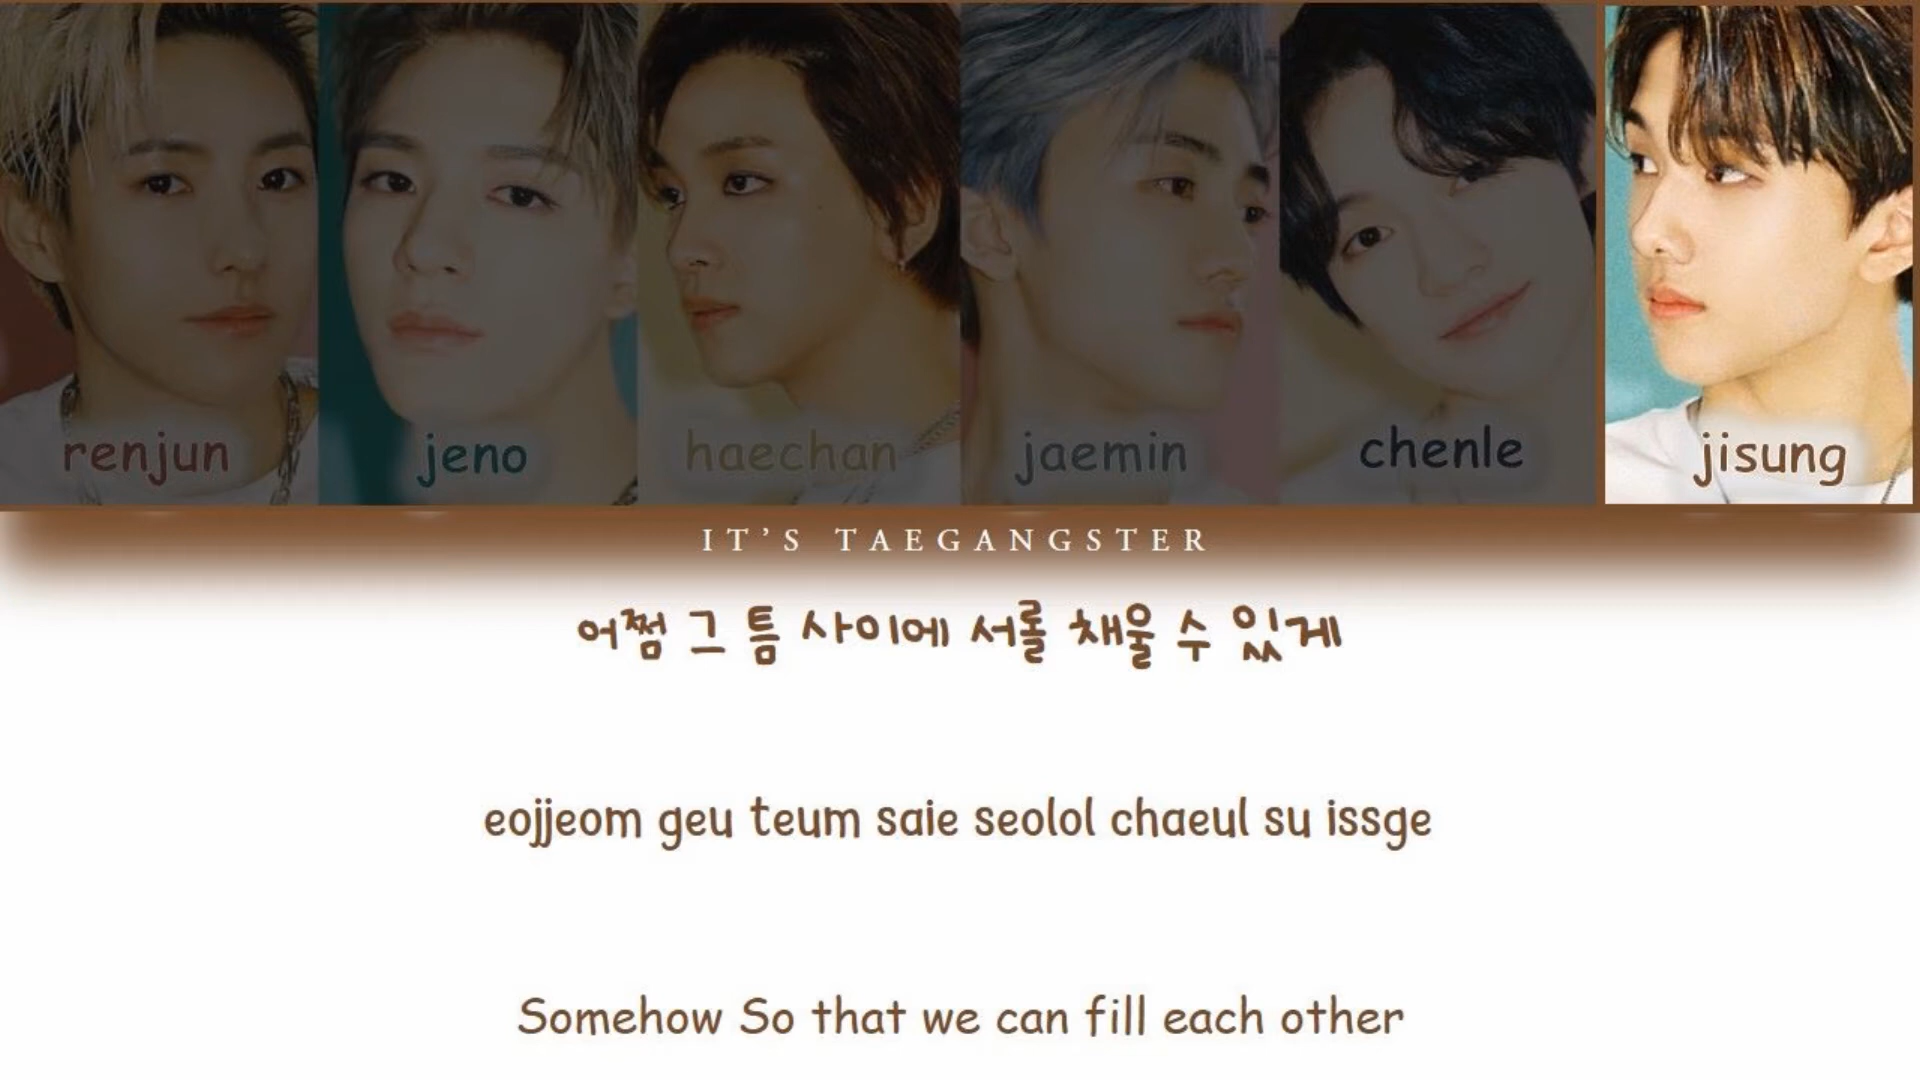 renjun jeno haechan jaemin chenle jisung
IT'S TAEGANGSTER
어쩜 그 틈 사이에 서롤 채울 수 있게
eojjeom geu teum saie seolol chaeul su issge
Somehow So that we can fill each other